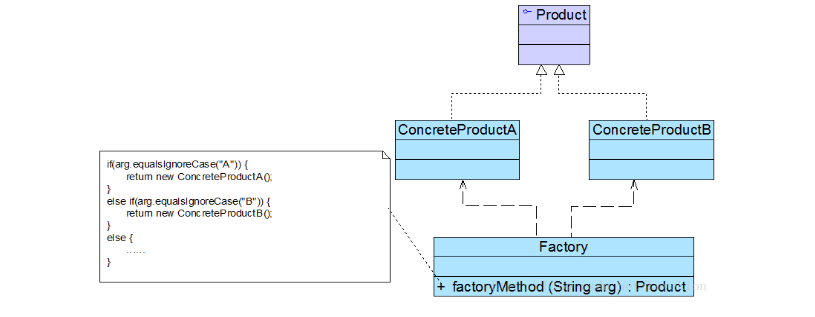 Product
ConcreteProductA
ConcreteProductB
if(arg.equalsIgnoreCase("A")) {
return new ConcreteProductA();
}
else if(arg.equalsIgnoreCase("B")) {
return new ConcreteProductB();
}
else {
......
}
Factory
+ factoryMethod (String arg) : Product